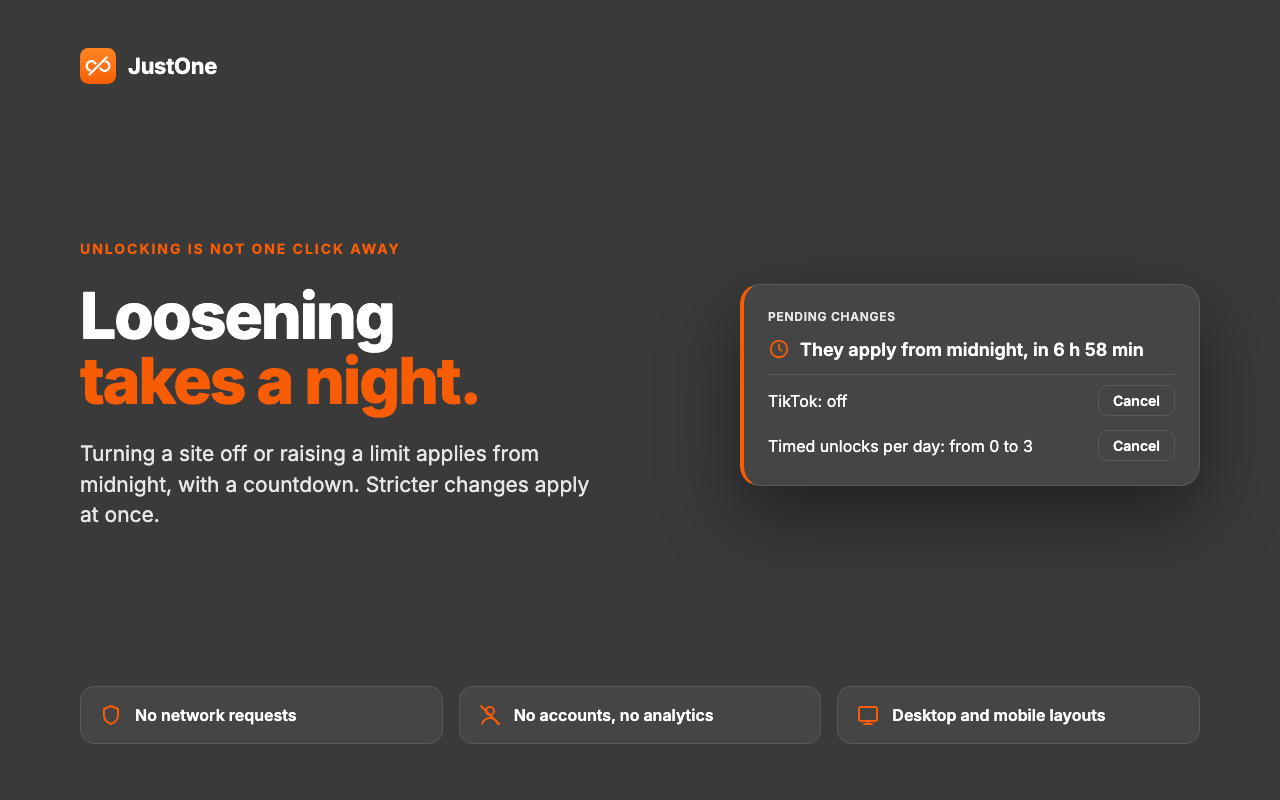 JustOne
UNLOCKING IS NOT ONE CLICK AWAY
Loosening
takes a night.
Turning a site off or raising a limit applies from
midnight, with a countdown. Stricter changes apply
at once.
PENDING CHANGES
They apply from midnight, in 6 h 58 min
TikTok: off
Cancel
Timed unlocks per day: from 0 to 3
Cancel
No network requests
No accounts, no analytics
Desktop and mobile layouts